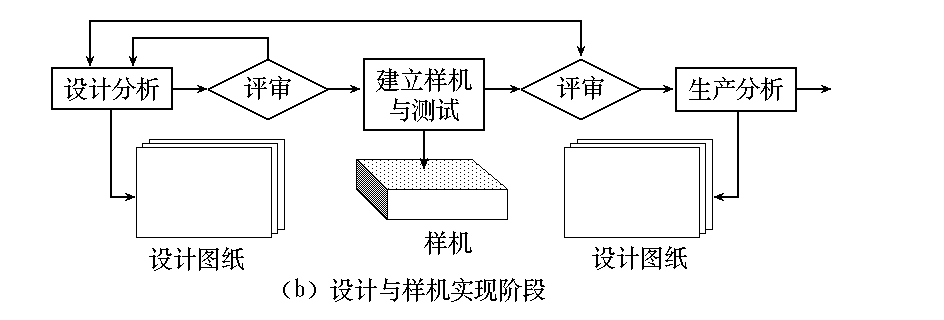 设计分析
评审
建立样机
与测试
评审
生产分析
设计图纸
样机
设计图纸
（b）设计与样机实现阶段